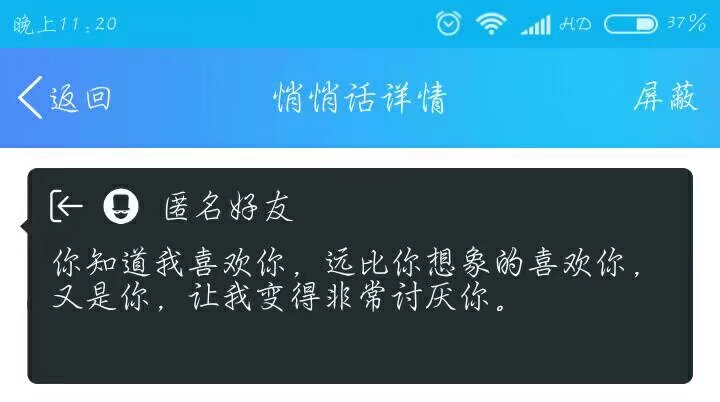 晚上11:20 HD 37%
返回 悄悄话详情 屏蔽
匿名好友
你知道我喜欢你，远比你想象的喜欢你，
又是你，让我变得非常讨厌你。